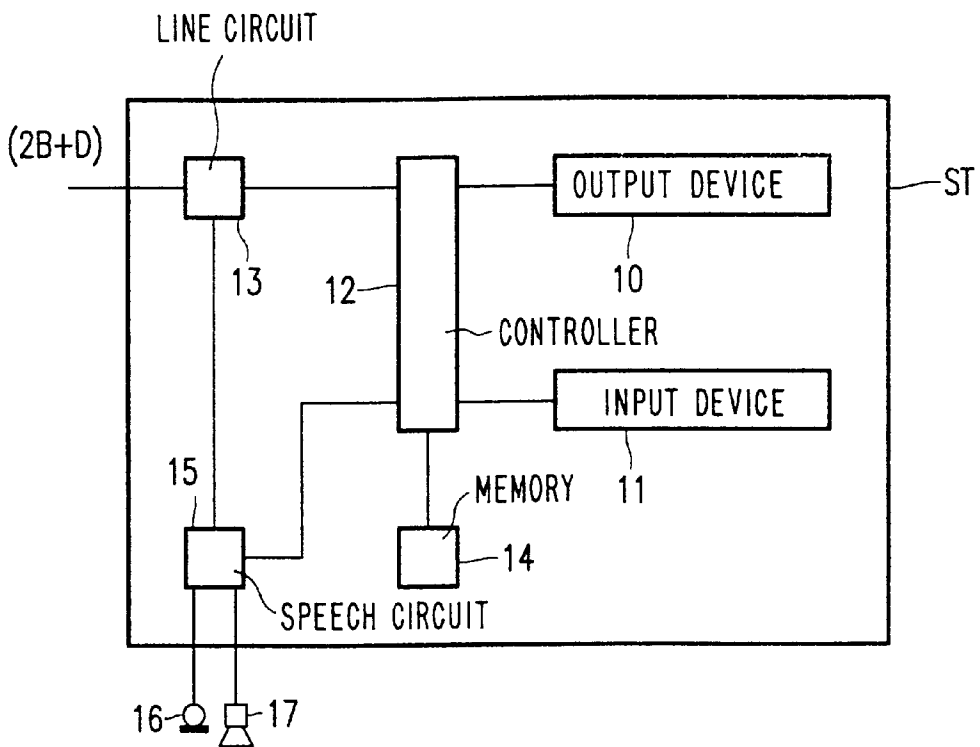 LINE CIRCUIT
(2B+D)
OUTPUT DEVICE
ST
13
12
10
CONTROLLER
INPUT DEVICE
15
MEMORY
11
14
SPEECH CIRCUIT
16
17